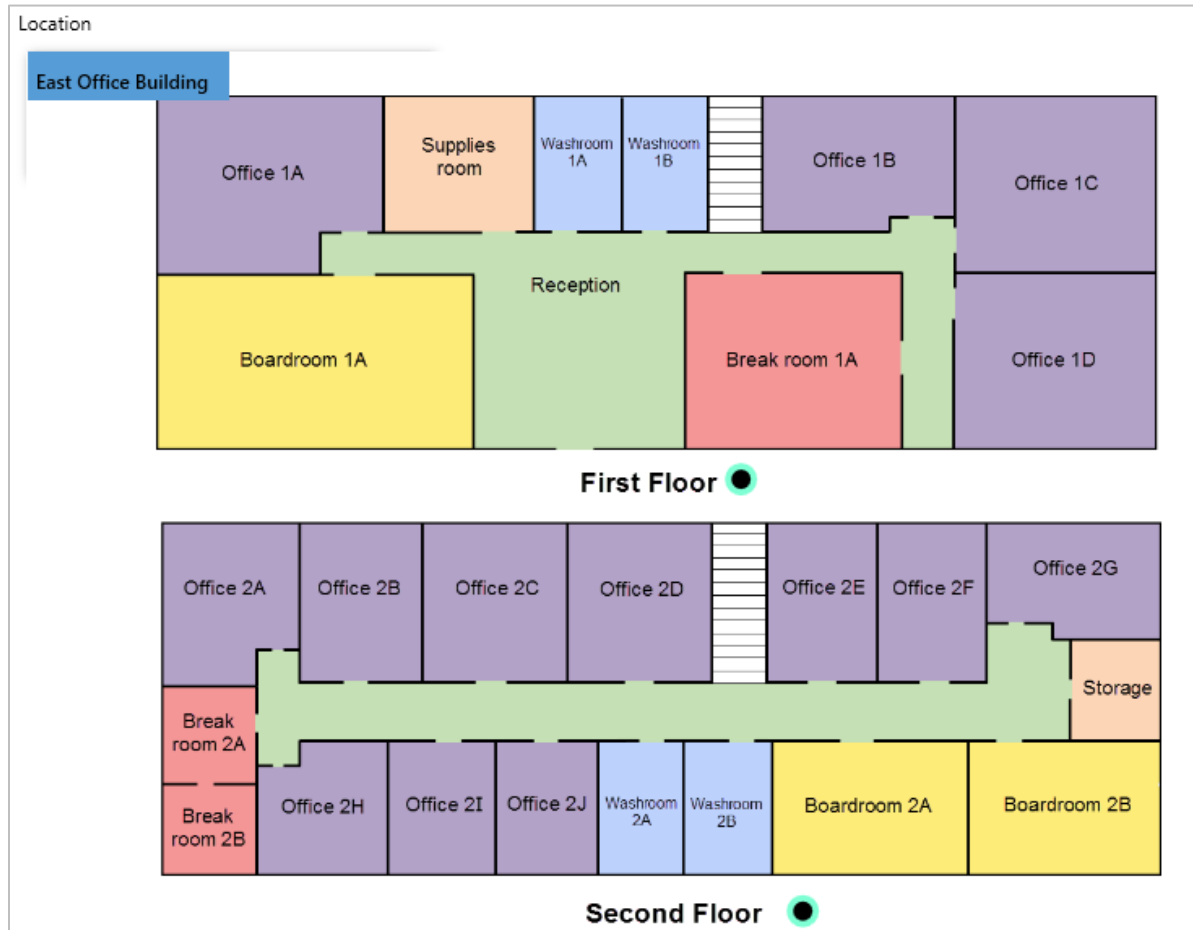 Location
East Office Building
Office 1A
Supplies
room
Washroom
1A
Washroom
1B
Office 1B
Office 1C
Reception
Boardroom 1A
Break room 1A
Office 1D
First Floor
Office 2A
Office 2B
Office 2C
Office 2D
Office 2E
Office 2F
Office 2G
Storage
Break
room 2A
Break
room 2B
Office 2H
Office 2I
Office 2J
Washroom
2A
Washroom
2B
Boardroom 2A
Boardroom 2B
Second Floor